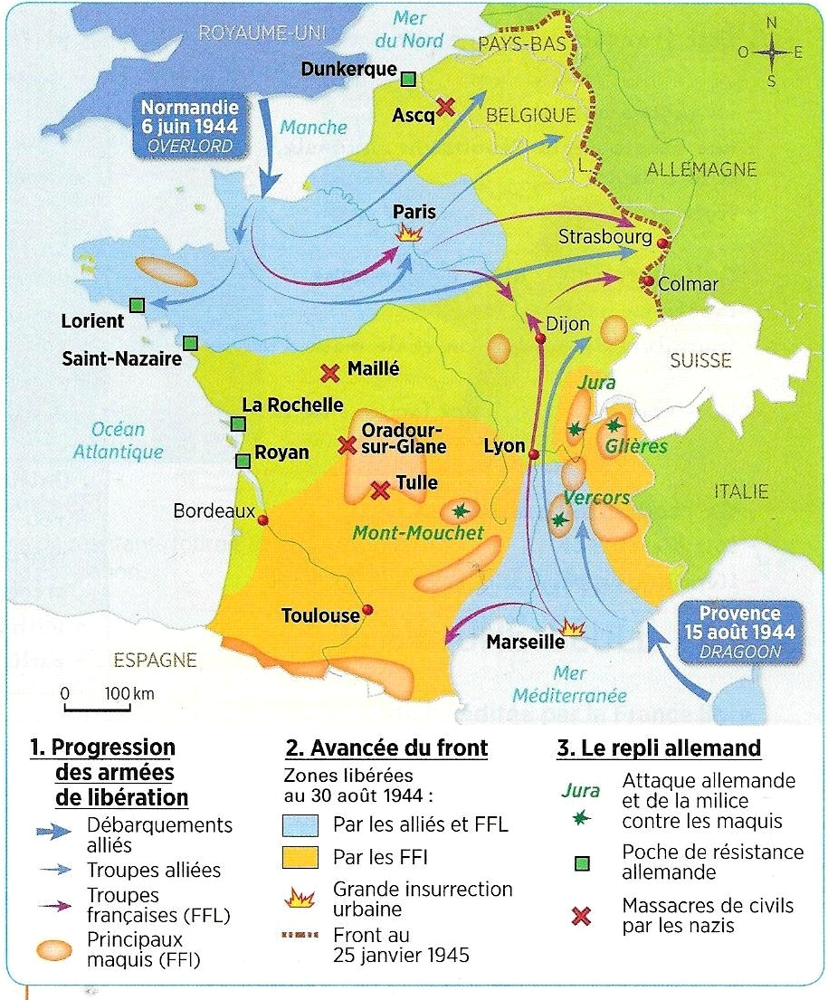 ROYAUME-UNI
Mer
du Nord
PAYS-BAS
N
O
E
S
Dunkerque
Normandie
6 juin 1944
OVERLORD
Manche
Ascq
BELGIQUE
L.
ALLEMAGNE
Paris
Strasbourg
Colmar
Lorient
Dijon
Saint-Nazaire
Maillé
SUISSE
Jura
La Rochelle
Océan
Atlantique
Oradour-
sur-Glane
Lyon
Glières
Royan
Tulle
Vercors
ITALIE
Bordeaux
Mont-Mouchet
Toulouse
Provence
15 août 1944
DRAGOON
Marseille
ESPAGNE
Mer
Méditerranée
0 100 km
1. Progression
des armées
de libération
Débarquements
alliés
Troupes alliées
Troupes
françaises (FFL)
Principaux
maquis (FFI)
2. Avancée du front
Zones libérées
au 30 août 1944 :
Par les alliés et FFL
Par les FFI
Grande insurrection
urbaine
Front au
25 janvier 1945
3. Le repli allemand
Jura
Attaque allemande
et de la milice
contre les maquis
Poche de résistance
allemande
Massacres de civils
par les nazis